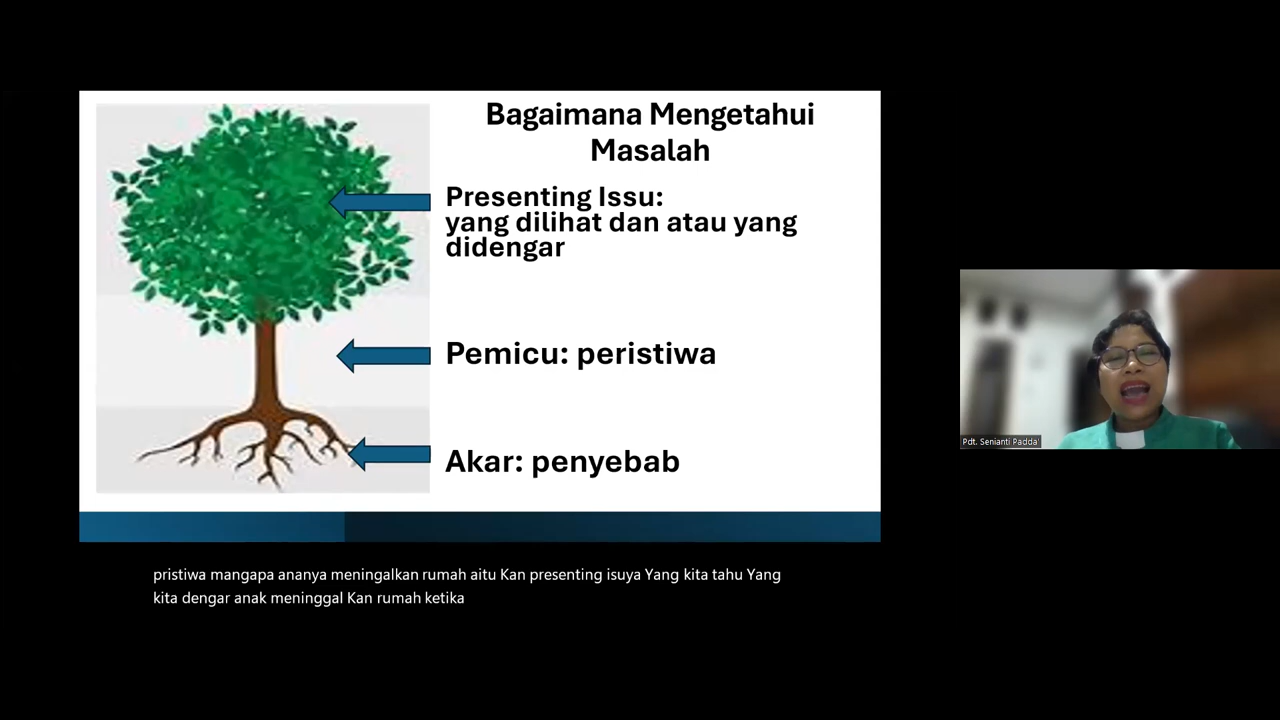 Bagaimana Mengetahui
Masalah
Presenting Issu:
yang dilihat dan atau yang
didengar
Pemicu: peristiwa
Akar: penyebab
Pdt. Senianti Padda'
pristiwa mangapa ananya meningalkan rumah aitu Kan presenting isuya Yang kita tahu Yang
kita dengar anak meninggal Kan rumah ketika